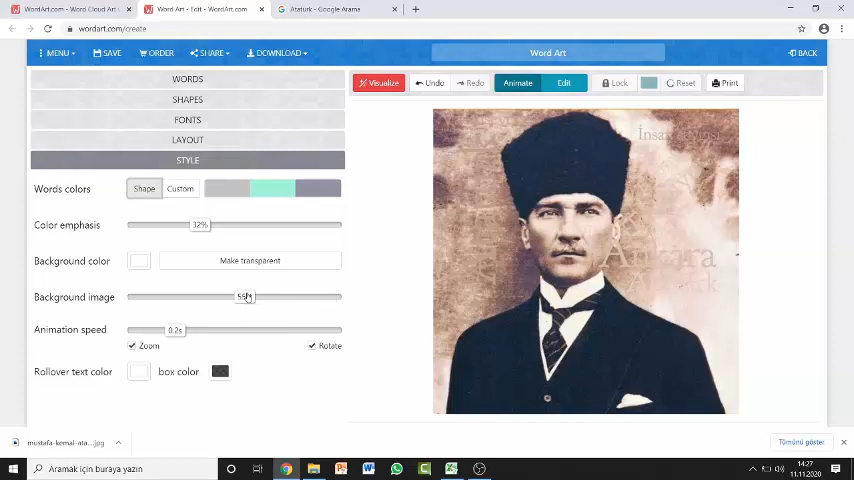 WordArt.com - Word Cloud Art
Word Art - Edit - WordArt.com
Atatürk - Google Arama
wordart.com/create
MENU SAVE ORDER SHARE DOWNLOAD Word Art BACK
WORDS
SHAPES
FONTS
LAYOUT
STYLE
Visualize Undo Redo Animate Edit Lock Reset Print
Words colors Shape Custom
Color emphasis 32%
Background color Make transparent
Background image
Animation speed 0.2s
Zoom Rotate
Rollover text color box color
İnsan sevgisi
Ankara
mustafa-kemal-ata....jpg
Tümünü göster
Aramak için buraya yazın
14:27
11.11.2020